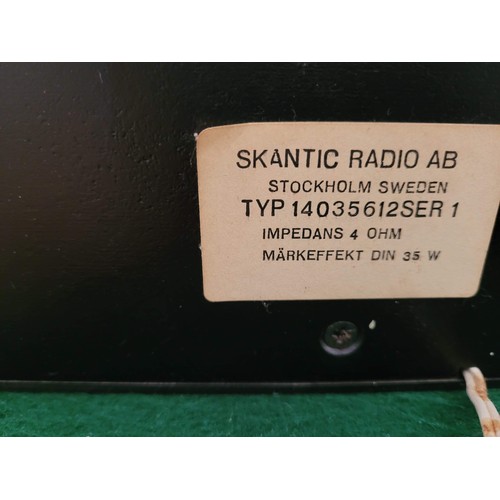 SKANTIC RADIO AB
STOCKHOLM SWEDEN
TYP 14035612SER 1
IMPEDANS 4 OHM
MÄRKEFFEKT DIN 35 W